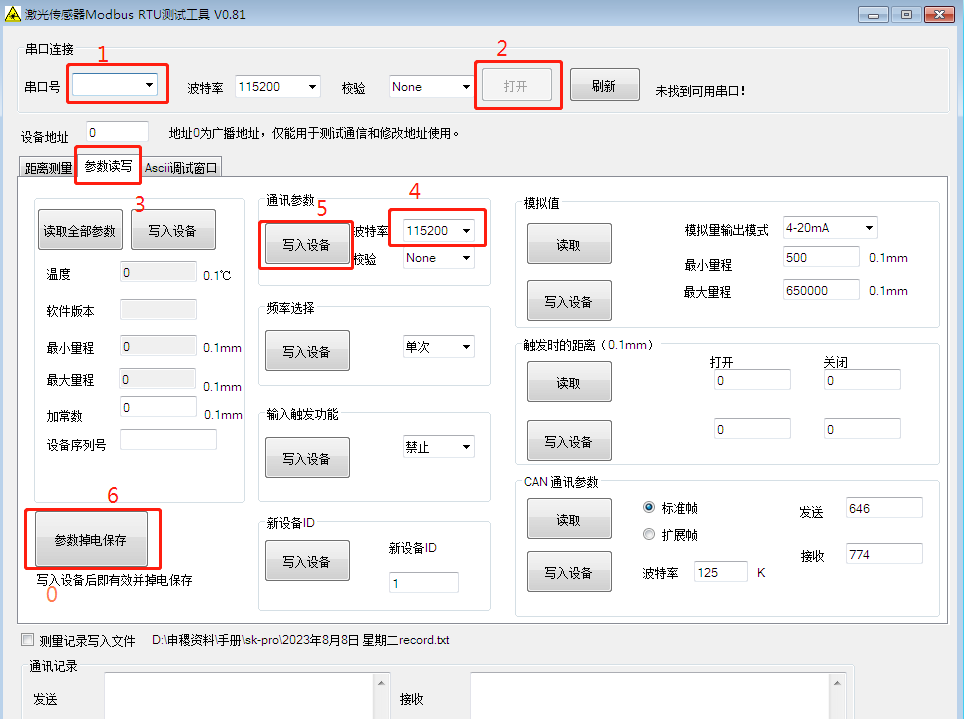 激光传感器Modbus RTU测试工具 V0.81
串口连接
1
2
串口号 波特率 115200 校验 None 打开 刷新 未找到可用串口!
设备地址 0 地址0为广播地址，仅能用于测试通信和修改地址使用。
距离测量 参数读写 Ascii调试窗口
3
读取全部参数 写入设备
温度 0 0.1℃
软件版本
最小量程 0 0.1mm
最大量程 0 0.1mm
加常数 0 0.1mm
设备序列号
6
参数掉电保存
写入设备后即有效并掉电保存
0
通讯参数
5
4
写入设备 波特率 115200
校验 None
频率选择
写入设备 单次
输入触发功能
写入设备 禁止
新设备ID
写入设备 新设备ID
1
模拟值
读取 模拟量输出模式 4-20mA
最小量程 500 0.1mm
写入设备 最大量程 650000 0.1mm
触发时的距离（0.1mm）
打开 关闭
读取 0 0
写入设备 0 0
CAN 通讯参数
读取 标准帧 发送 646
扩展帧
写入设备 波特率 125 K 接收 774
测量记录写入文件 D:\申稷资料\手册\sk-pro\2023年8月8日 星期二record.txt
通讯记录
发送 接收